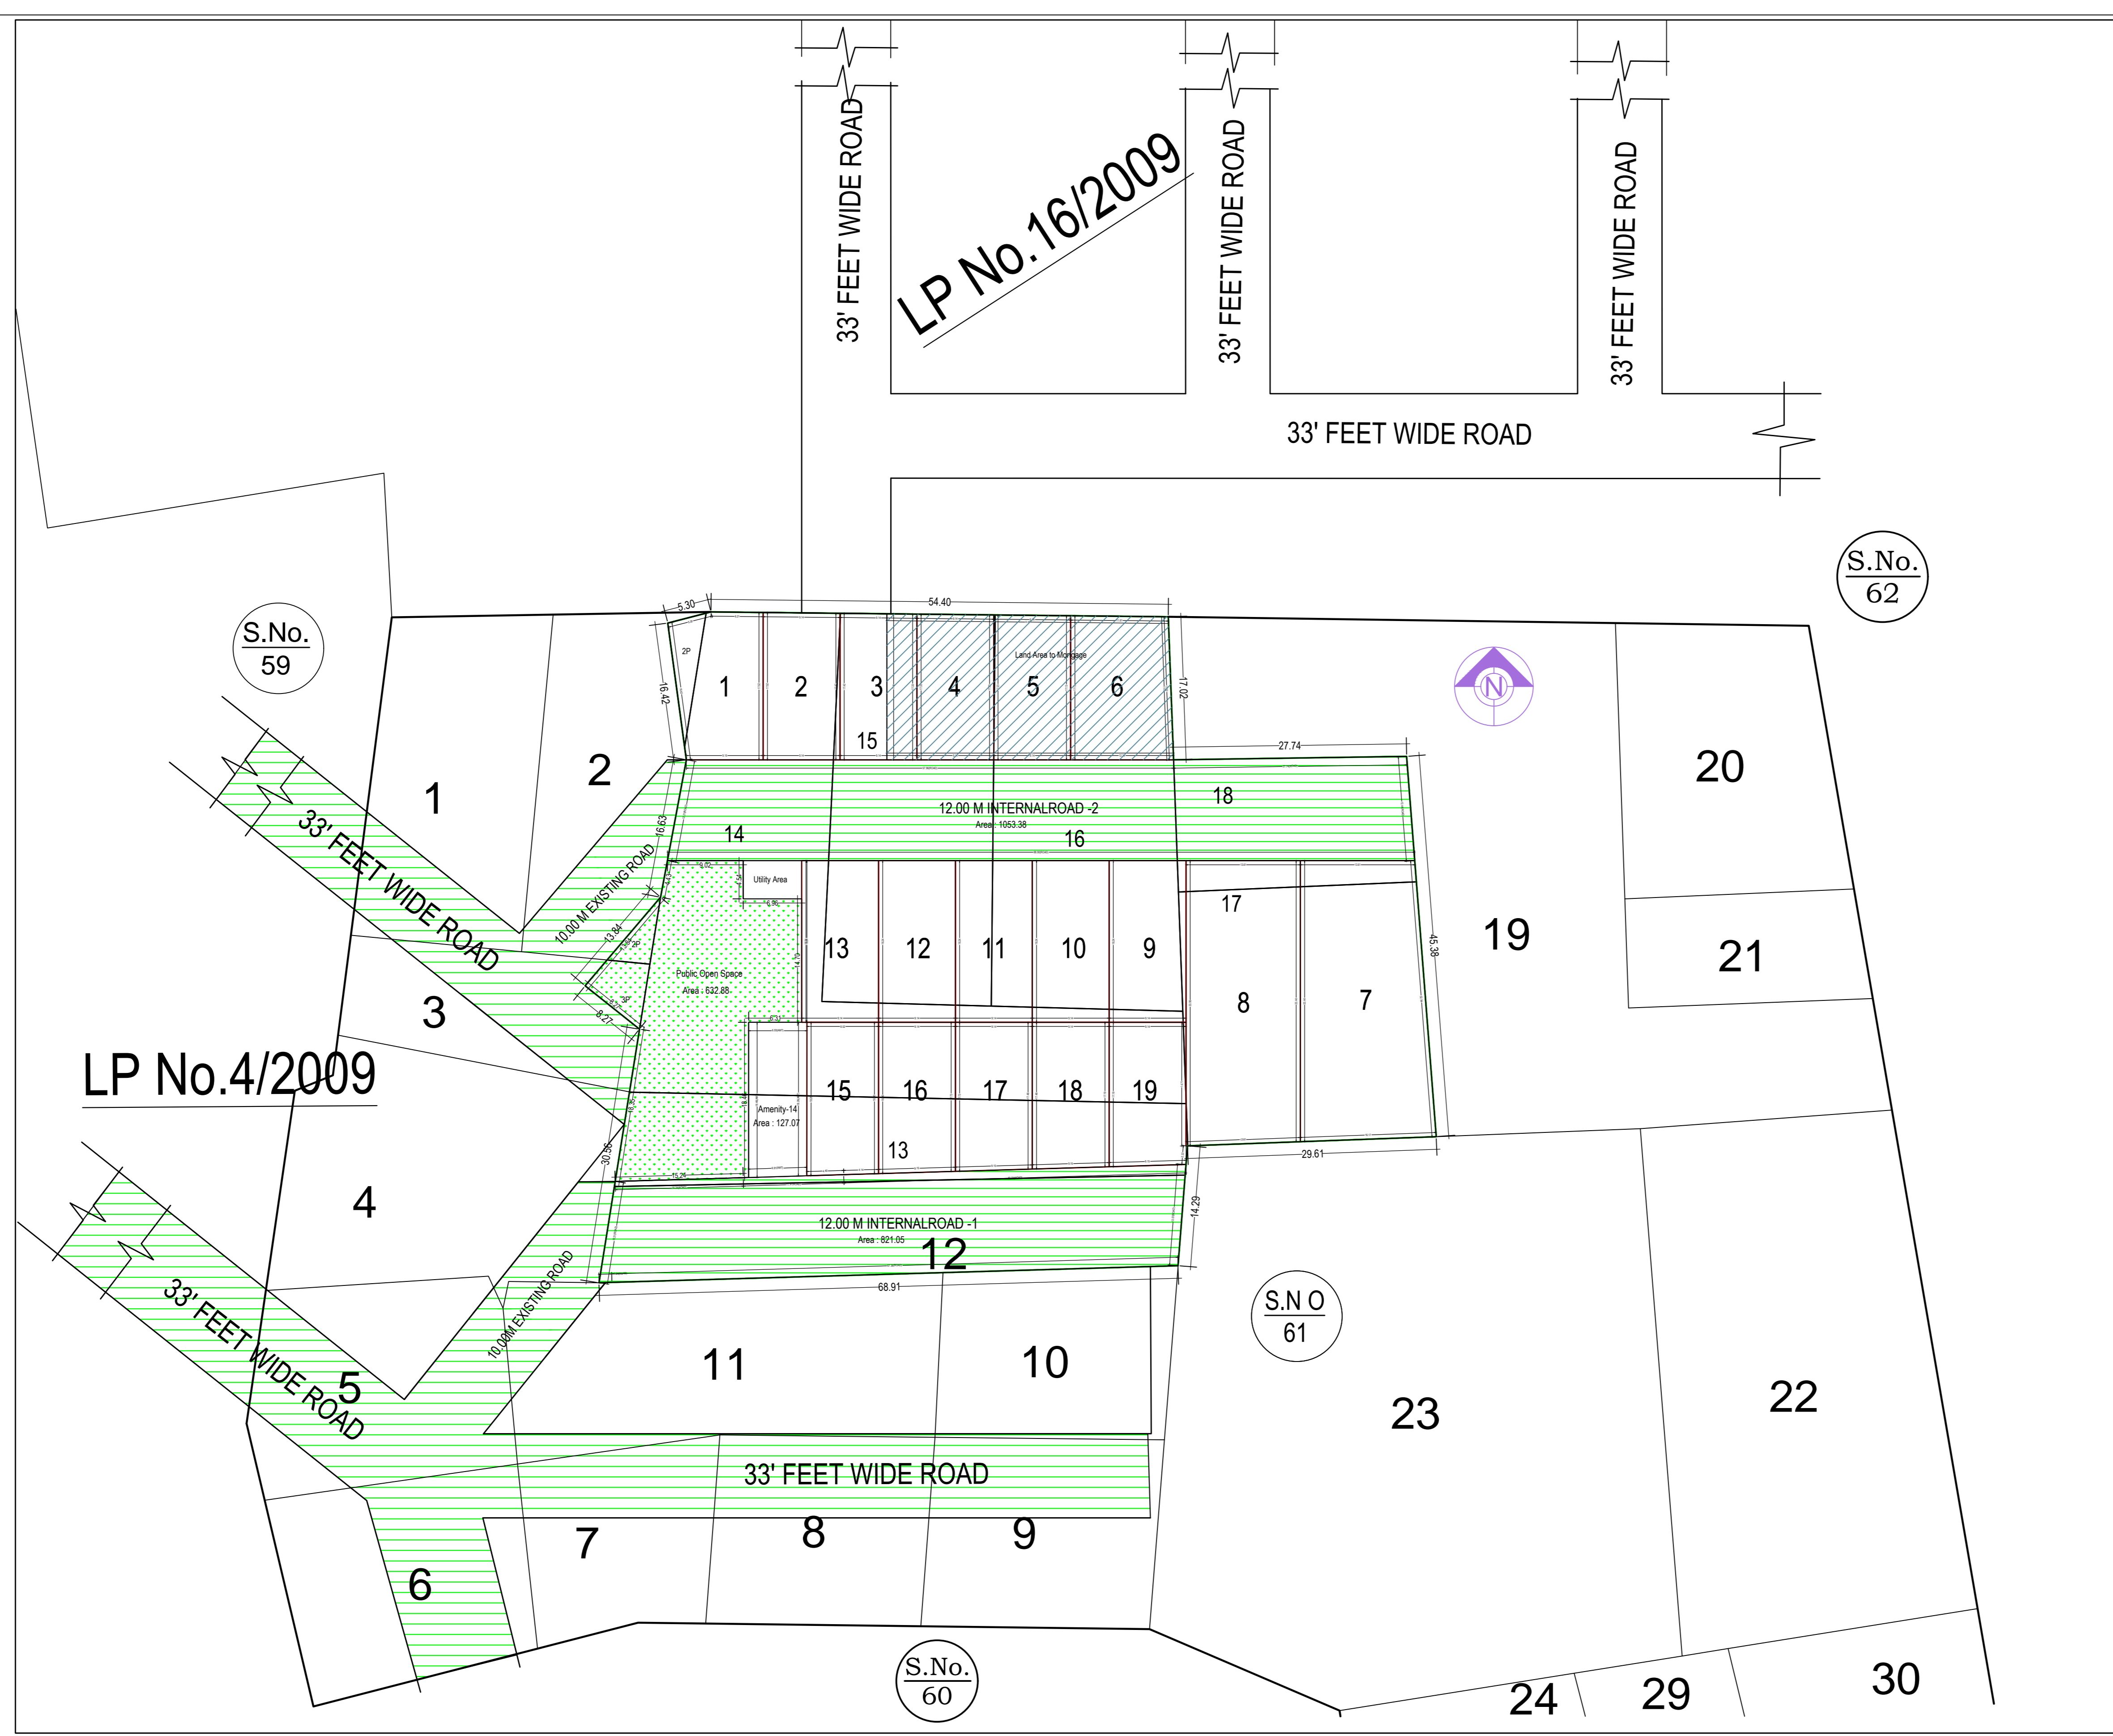 33' FEET WIDE ROAD
LP No.16/2009
33' FEET WIDE ROAD
33' FEET WIDE ROAD
33' FEET WIDE ROAD
S.No.
62
S.No.
59
5.30
54.40
2P
16.42
1
2
3
4
5
6
Land Area to Mortgage
17.02
15
27.74
N
1
2
20
18
12.00 M INTERNALROAD -2
Area : 1053.38
14
16
16.63
33' FEET WIDE ROAD
10.00 M EXISTING ROAD
Utility Area
17
13.84
2P
13
12
11
10
9
45.38
19
21
Public Open Space
Area : 632.88
3P
8.27
8
7
3
LP No.4/2009
15
16
17
18
19
Amenity-14
Area : 127.07
13
30.56
29.61
4
14.29
12.00 M INTERNALROAD -1
Area : 821.05
12
68.91
33' FEET WIDE ROAD
10.00M EXISTING ROAD
S.N O
61
5
11
10
23
22
33' FEET WIDE ROAD
6
7
8
9
S.No.
60
24
29
30